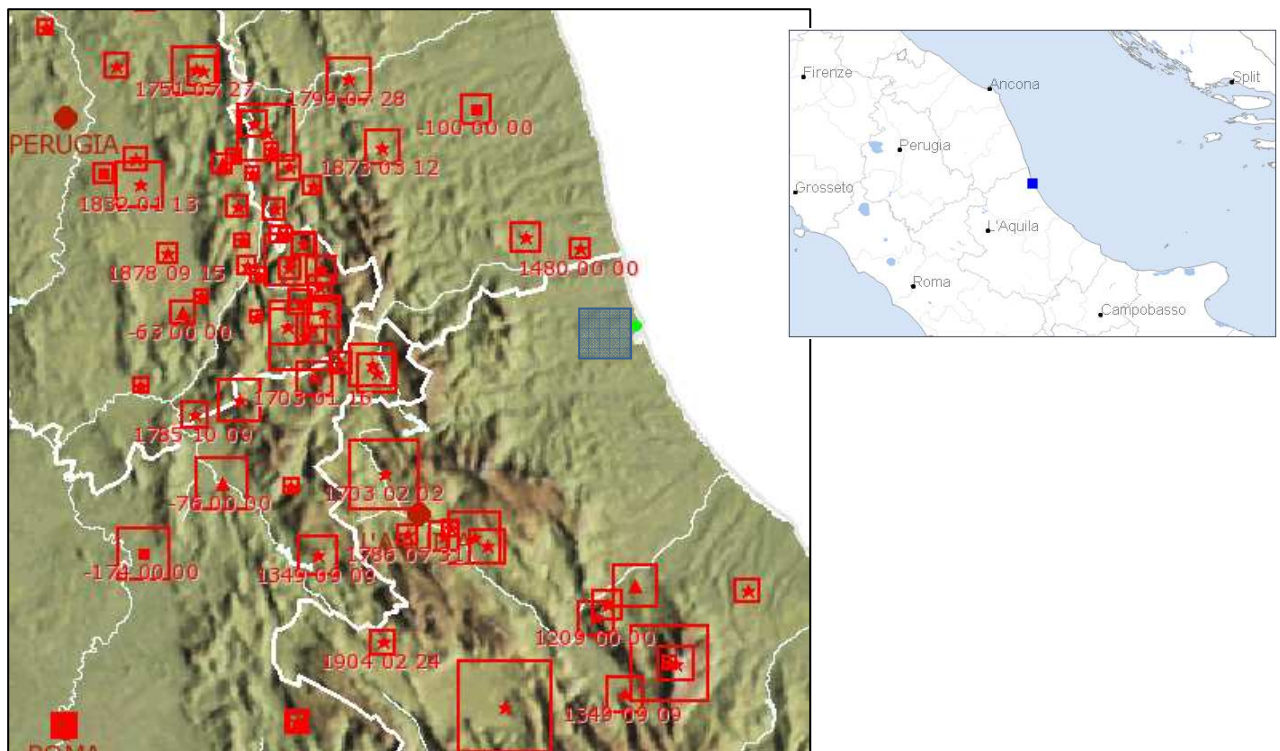 1751 07 27
1799 07 28
-100 00 00
PERUGIA
1873 03 12
1832 01 13
1480 00 00
1878 09 15
-63 00 00
1703 01 16
1785 10 09
1703 02 02
-76 00 00
L'AQUILA
1786 07 31
-174 00 00
1349 09 09
1209 00 00
1904 02 24
1349 09 09
ROMA
Firenze
Ancona
Split
Perugia
Grosseto
L'Aquila
Roma
Campobasso